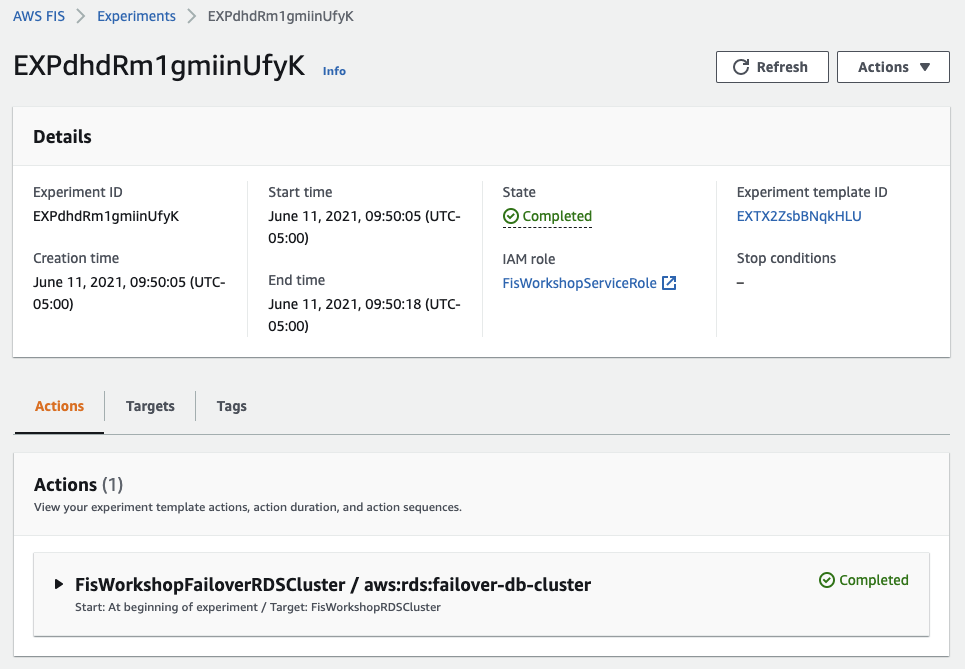 AWS FIS > Experiments > EXPdhdRm1gmiinUfyK
EXPdhdRm1gmiinUfyK Info
Refresh
Actions
Details
Experiment ID
EXPdhdRm1gmiinUfyK
Creation time
June 11, 2021, 09:50:05 (UTC-
05:00)
Start time
June 11, 2021, 09:50:05 (UTC-
05:00)
End time
June 11, 2021, 09:50:18 (UTC-
05:00)
State
Completed
IAM role
FisWorkshopServiceRole
Experiment template ID
EXTX2ZsbBNqkHLU
Stop conditions
–
Actions
Targets
Tags
Actions (1)
View your experiment template actions, action duration, and action sequences.
FisWorkshopFailoverRDSCluster / aws:rds:failover-db-cluster
Completed
Start: At beginning of experiment / Target: FisWorkshopRDSCluster